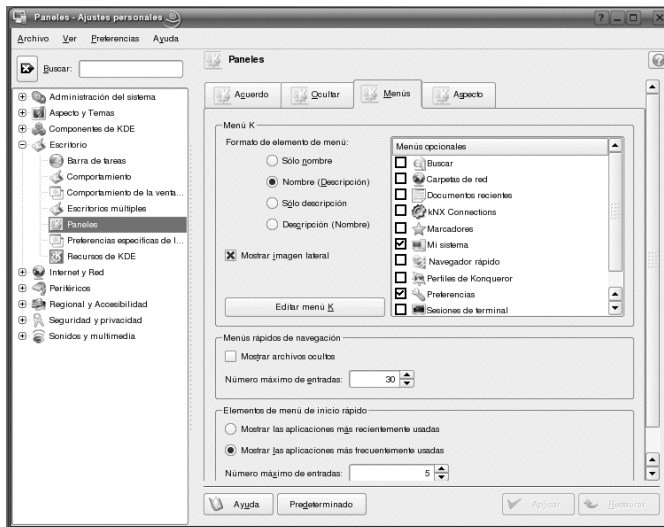 Paneles - Ajustes personales
Archivo Ver Preferencias Ayuda
Buscar:
Administración del sistema
Aspecto y Temas
Componentes de KDE
Escritorio
Barra de tareas
Comportamiento
Comportamiento de la venta...
Escritorios múltiples
Paneles
Preferencias específicas de l...
Recursos de KDE
Internet y Red
Periféricos
Regional y Accesibilidad
Seguridad y privacidad
Sonidos y multimedia
Paneles
Acuerdo Ocultar Menús Aspecto
Menú K
Formato de elemento de menú:
Sólo nombre
Nombre (Descripción)
Sólo descripción
Descripción (Nombre)
Mostrar imagen lateral
Editar menú K
Menús opcionales
Buscar
Carpetas de red
Documentos recientes
kNX Connections
Marcadores
Mi sistema
Navegador rápido
Perfiles de Konqueror
Preferencias
Sesiones de terminal
Menús rápidos de navegación
Mostrar archivos ocultos
Número máximo de entradas: 30
Elementos de menú de inicio rápido
Mostrar las aplicaciones más recientemente usadas
Mostrar las aplicaciones más frecuentemente usadas
Número máximo de entradas: 5
Ayuda Predeterminado Aplicar Restaurar